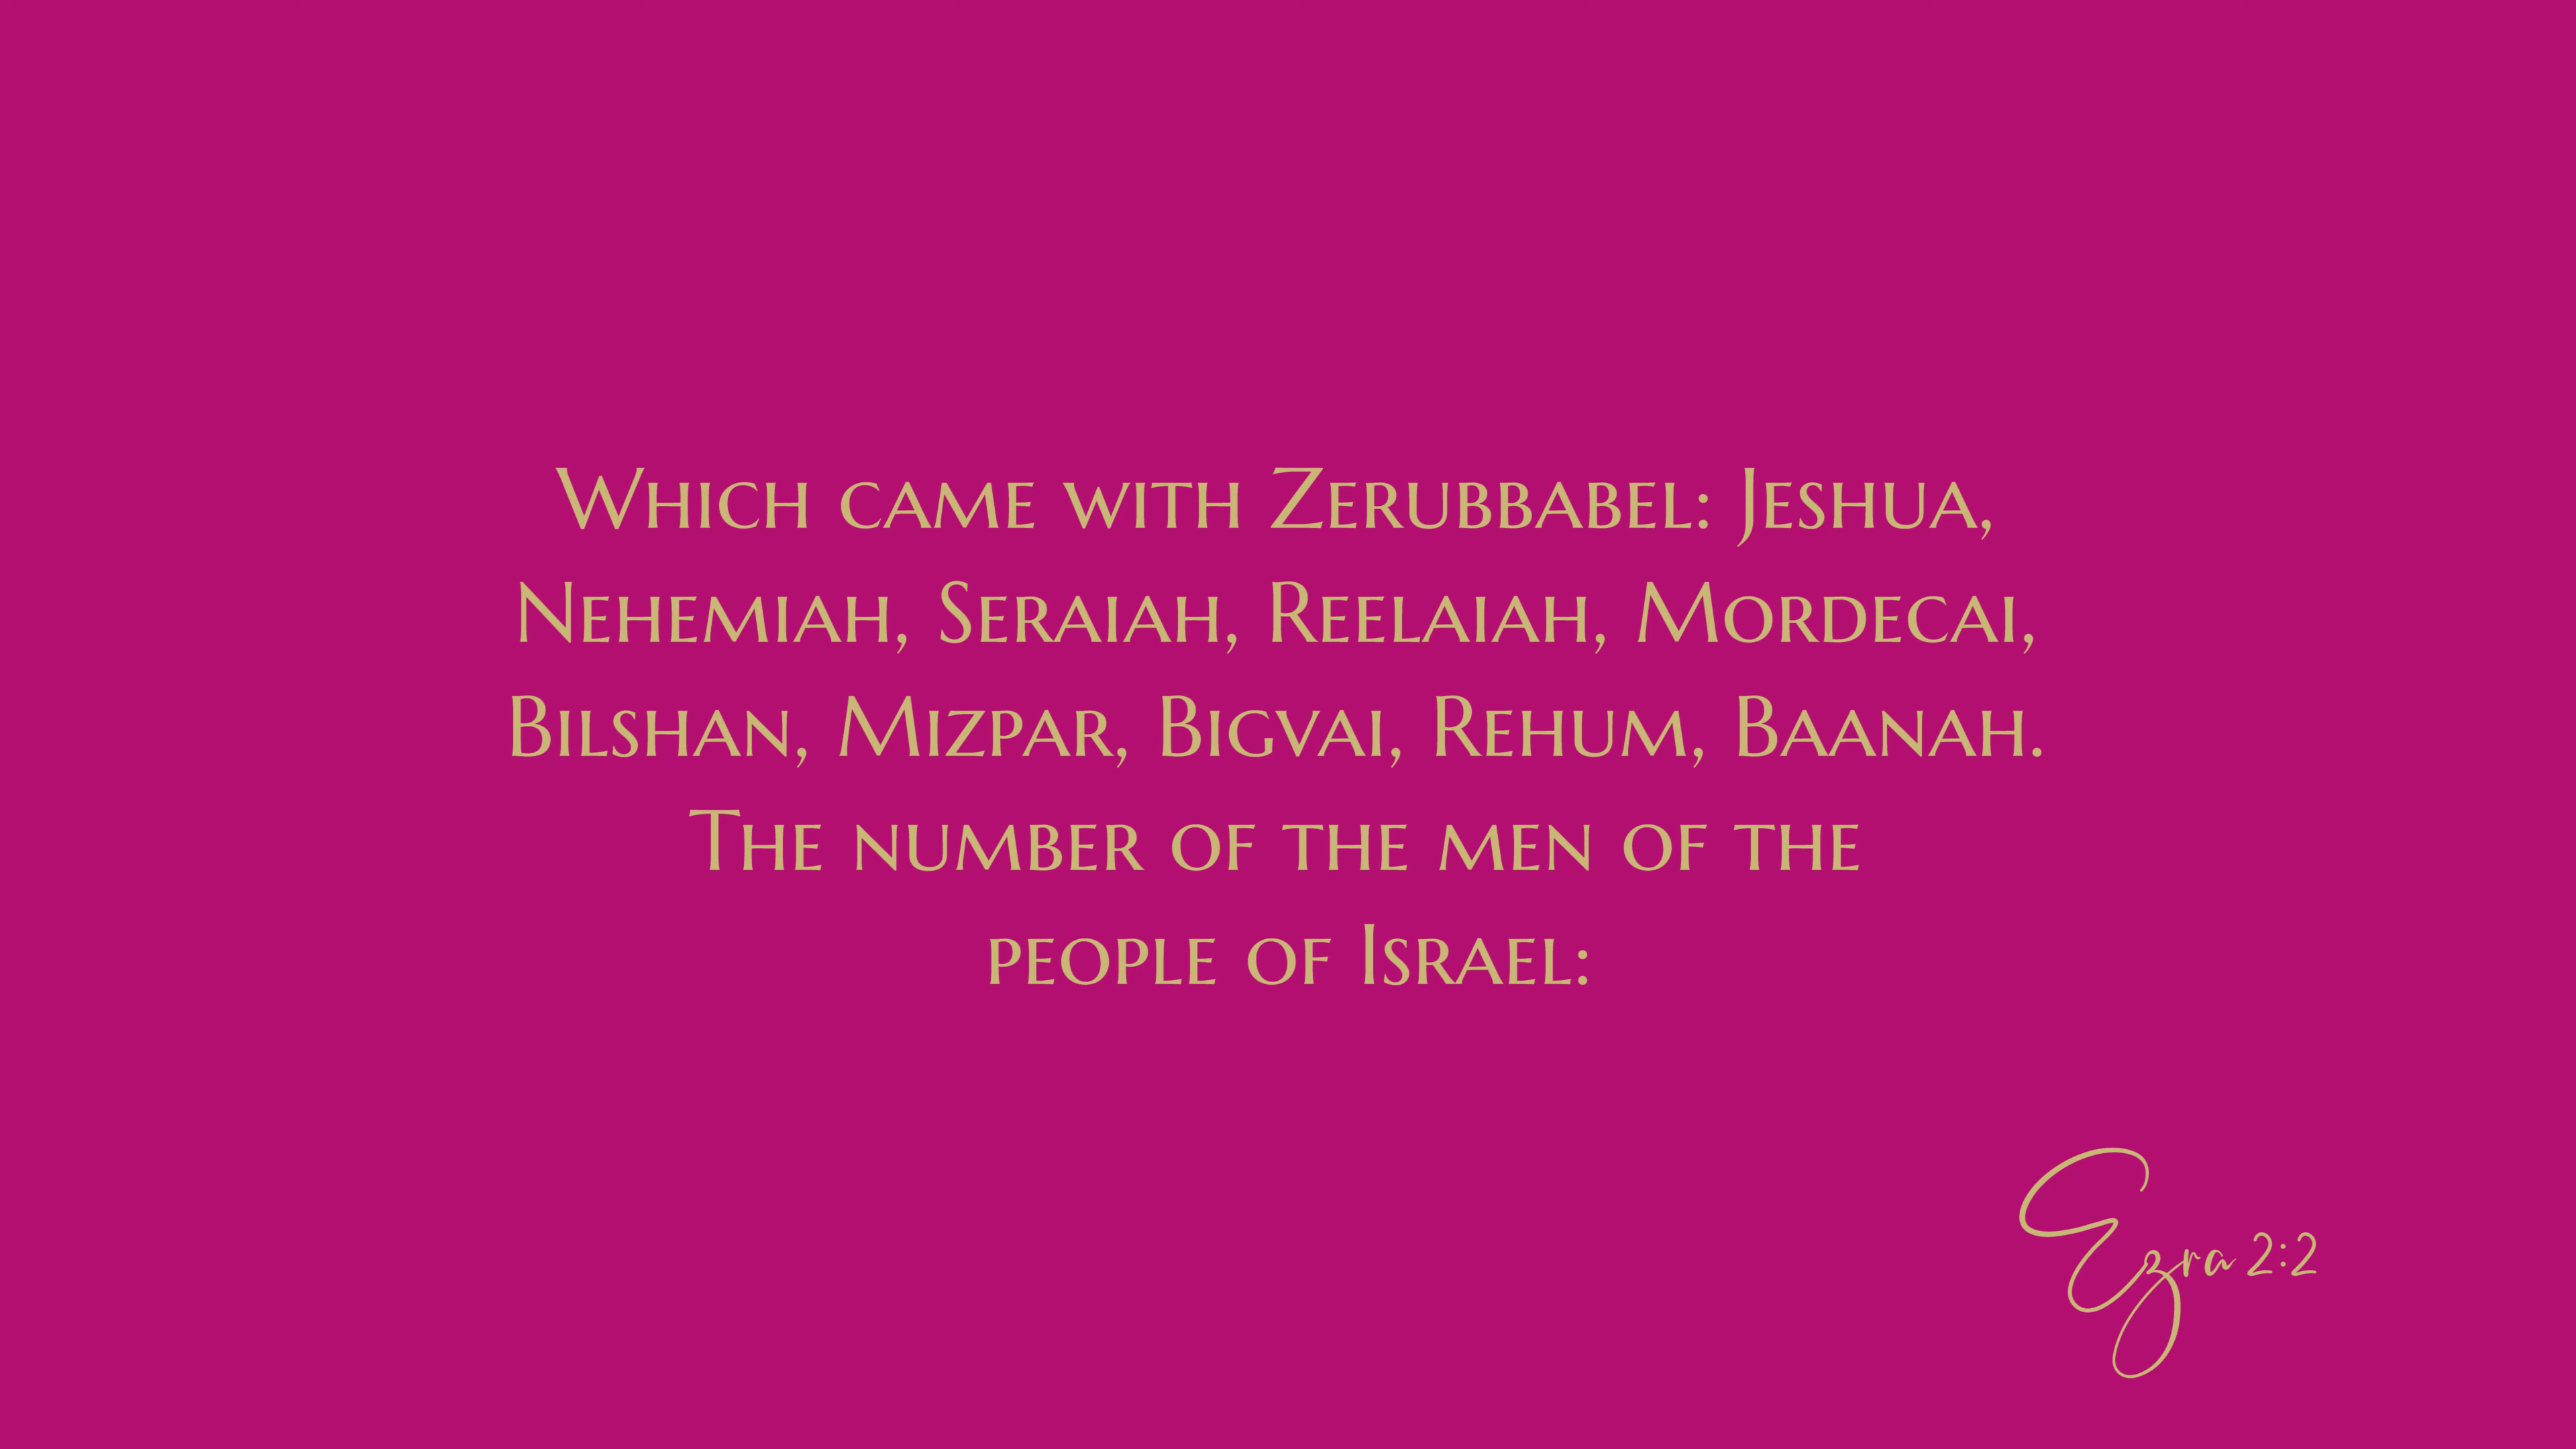 Which came with Zerubbabel: Jeshua,
Nehemiah, Seraiah, Reelaiah, Mordecai,
Bilshan, Mizpar, Bigvai, Rehum, Baanah.
The number of the men of the
people of Israel:
Ezra 2:2